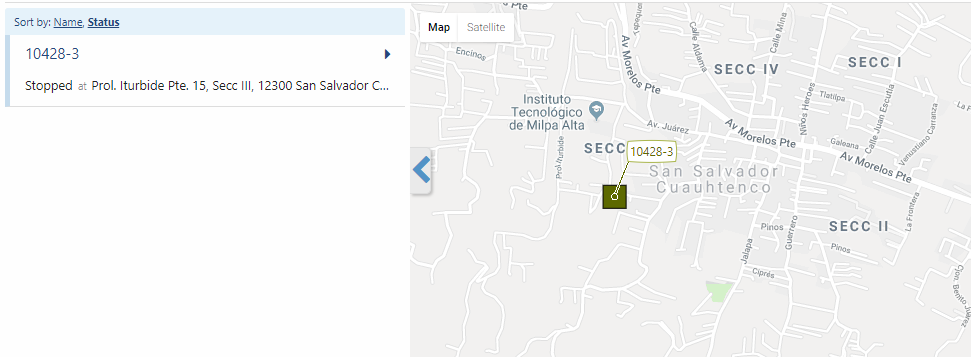 Sort by: Name, Status
10428-3
Stopped at Prol. Iturbide Pte. 15, Secc III, 12300 San Salvador C...
Map
Satellite
Encinos
Av Morelos Pte
Tepequer
Calle Aldama
Calle Mina
SECC IV
SECC I
Niños Heroes
Tlatilpa
Calle Juan Escutia
Venustiano Carranza
La Fo
Instituto
Tecnológico
de Milpa Alta
Av. Juárez
Av Morelos Pte
Galeana
Av Morelos Pte
SECC
10428-3
Prol. Iturbide
San Salvador
Cuauhtenco
La Frontera
Pinos
SECC II
Pinos
Jalapa
Guerrero
Ciprés